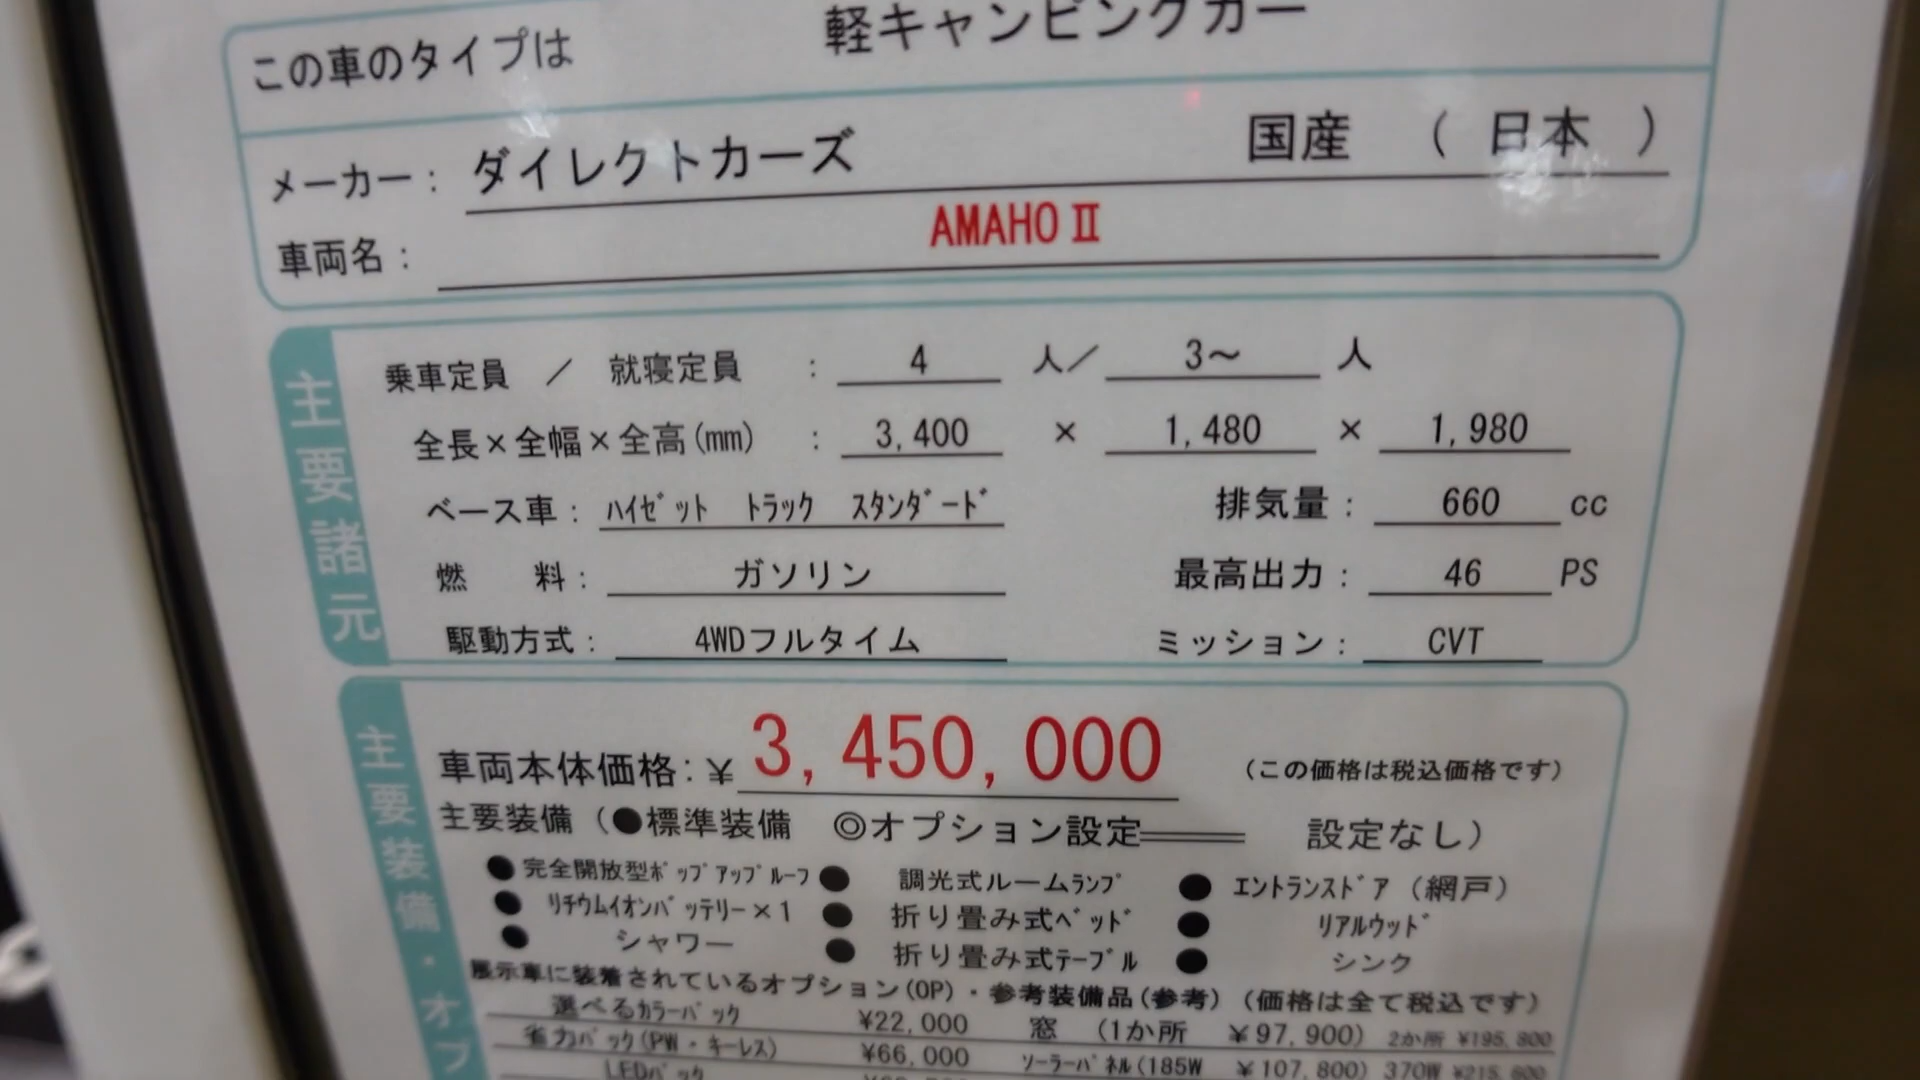 この車のタイプは 軽キャンピングカー
メーカー: ダイレクトカーズ 国産 ( 日本 )
車両名: AMAHOⅡ
主要諸元
乗車定員 / 就寝定員 : 4 人/ 3〜 人
全長×全幅×全高(mm) : 3,400 × 1,480 × 1,980
ベース車: ﾊｲｾﾞｯﾄ ﾄﾗｯｸ ｽﾀﾝﾀﾞｰﾄﾞ 排気量: 660 cc
燃 料: ガソリン 最高出力: 46 PS
駆動方式: 4WDフルタイム ミッション: CVT
主要装備・オプ
車両本体価格:¥ 3,450,000 (この価格は税込価格です)
主要装備 (●標準装備 ◎オプション設定 ══ 設定なし)
● 完全開放型ﾎﾟｯﾌﾟｱｯﾌﾟﾙｰﾌ ● 調光式ルームﾗﾝﾌﾟ ● ｴﾝﾄﾗﾝｽﾄﾞｱ (網戸)
● ﾘﾁｳﾑｲｵﾝﾊﾞｯﾃﾘｰ×1 ● 折り畳み式ﾍﾞｯﾄﾞ ● ﾘｱﾙｳｯﾄﾞ
● シャワー ● 折り畳み式ﾃｰﾌﾞﾙ ● シンク
展示車に装着されているオプション(OP)・参考装備品(参考) (価格は全て税込です)
選べるｶﾗｰﾊﾟｯｸ ¥22,000 窓 (1か所 ¥97,900) 2か所 ¥195,800
省力ﾊﾟｯｸ(PW・ｷｰﾚｽ) ¥66,000 ｿｰﾗｰﾊﾟﾈﾙ(185W ¥107,800) 370W ¥215,600
LEDﾊﾟｯｸ